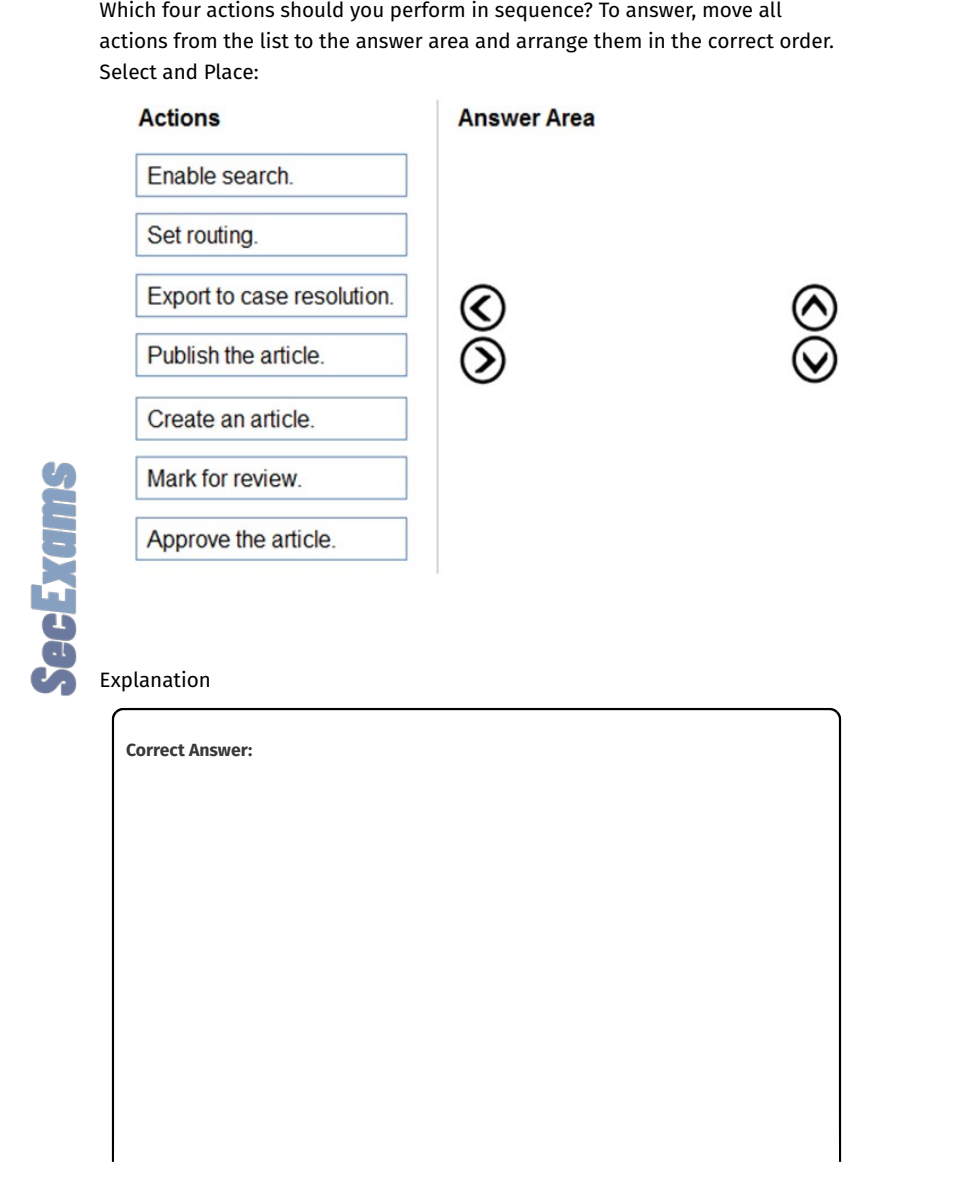 Which four actions should you perform in sequence? To answer, move all
actions from the list to the answer area and arrange them in the correct order.
Select and Place:
Actions
Answer Area
Enable search.
Set routing.
Export to case resolution.
Publish the article.
Create an article.
Mark for review.
Approve the article.
SecExams
Explanation
Correct Answer: